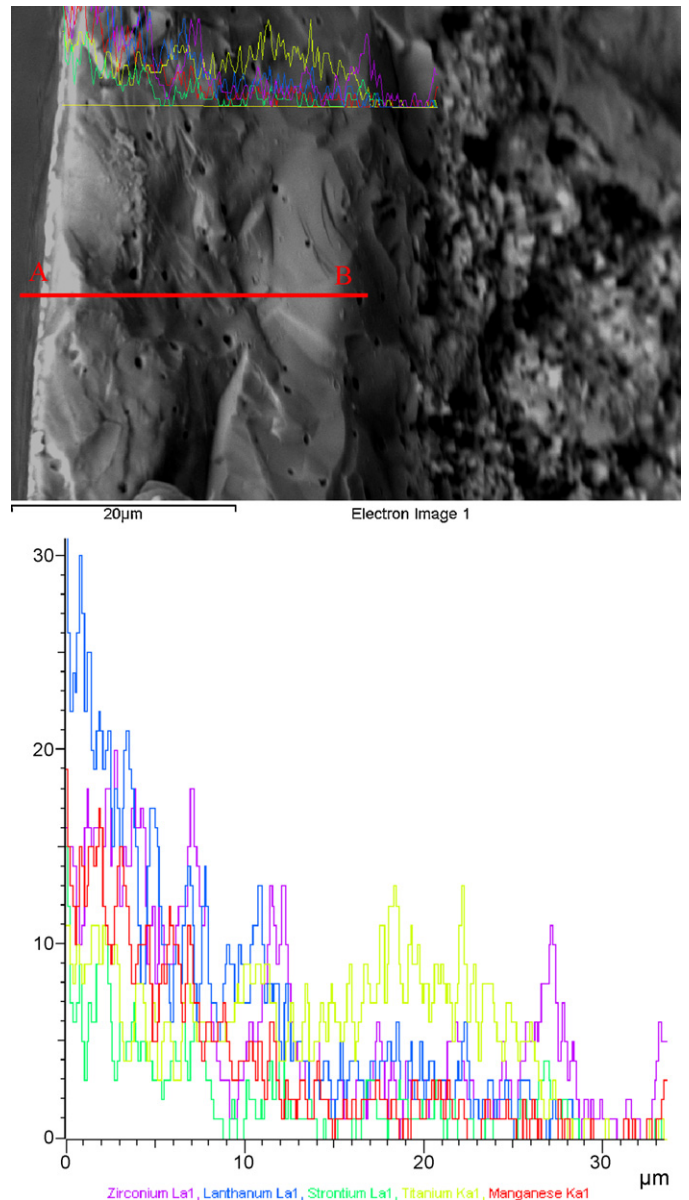 A B
20µm Electron Image 1
30
20
10
0
0 10 20 30
µm
Zirconium La1, Lanthanum La1, Strontium La1, Titanium Ka1, Manganese Ka1